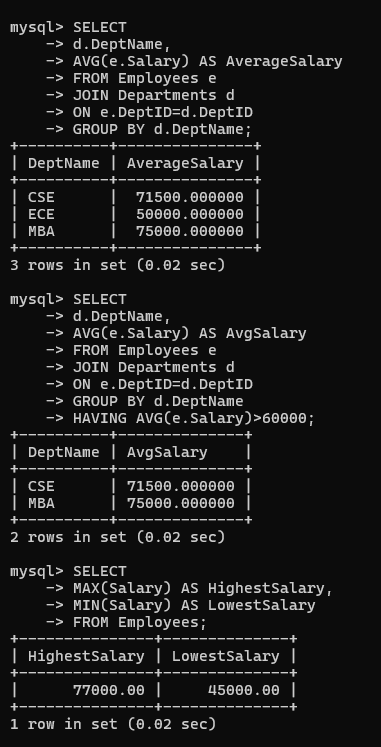 mysql> SELECT
    -> d.DeptName,
    -> AVG(e.Salary) AS AverageSalary
    -> FROM Employees e
    -> JOIN Departments d
    -> ON e.DeptID=d.DeptID
    -> GROUP BY d.DeptName;
+----------+---------------+
| DeptName | AverageSalary |
+----------+---------------+
| CSE      |  71500.000000 |
| ECE      |  50000.000000 |
| MBA      |  75000.000000 |
+----------+---------------+
3 rows in set (0.02 sec)

mysql> SELECT
    -> d.DeptName,
    -> AVG(e.Salary) AS AvgSalary
    -> FROM Employees e
    -> JOIN Departments d
    -> ON e.DeptID=d.DeptID
    -> GROUP BY d.DeptName
    -> HAVING AVG(e.Salary)>60000;
+----------+--------------+
| DeptName | AvgSalary    |
+----------+--------------+
| CSE      | 71500.000000 |
| MBA      | 75000.000000 |
+----------+--------------+
2 rows in set (0.02 sec)

mysql> SELECT
    -> MAX(Salary) AS HighestSalary,
    -> MIN(Salary) AS LowestSalary
    -> FROM Employees;
+---------------+--------------+
| HighestSalary | LowestSalary |
+---------------+--------------+
|      77000.00 |     45000.00 |
+---------------+--------------+
1 row in set (0.02 sec)